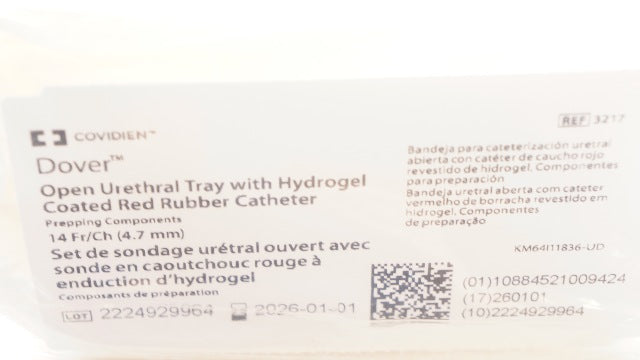 COVIDIEN™
REF 3217
Dover™
Open Urethral Tray with Hydrogel
Coated Red Rubber Catheter
Prepping Components
14 Fr/Ch (4.7 mm)
Set de sondage urétral ouvert avec
sonde en caoutchouc rouge à
enduction d'hydrogel
Composants de préparation
LOT 2224929964 2026-01-01
Bandeja para cateterización uretral
abierta con catéter de caucho rojo
revestido de hidrogel. Componentes
para preparación
Bandeja uretral aberta com cateter
vermelho de borracha revestido em
hidrogel. Componentes
de preparação
KM64I11836-UD
(01)10884521009424
(17)260101
(10)2224929964